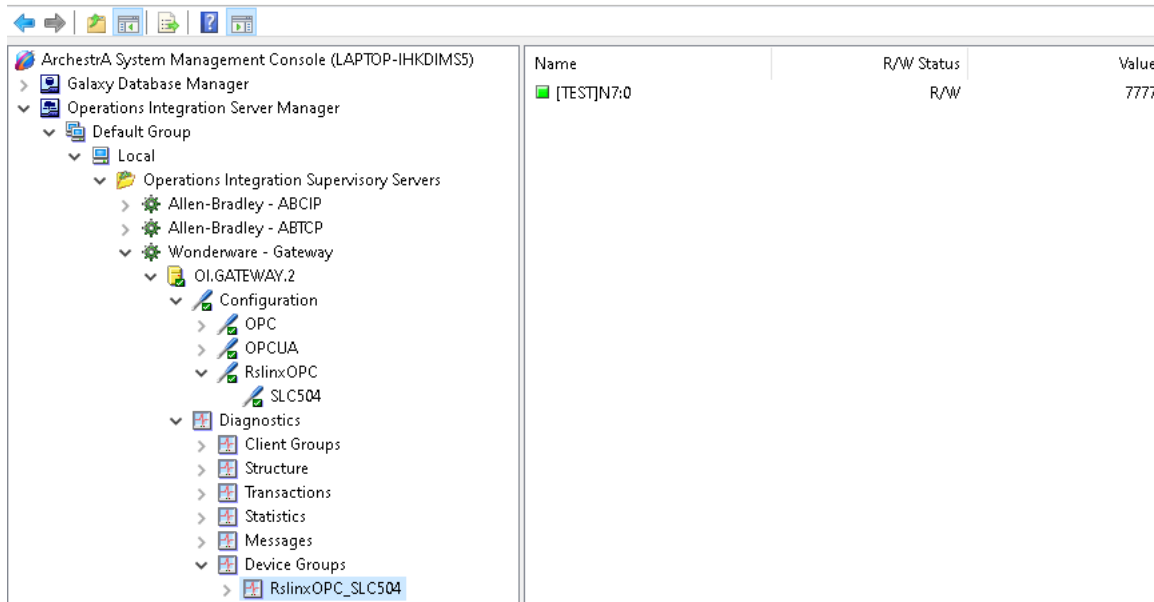 ArchestrA System Management Console (LAPTOP-IHKDIMS5)
Galaxy Database Manager
Operations Integration Server Manager
Default Group
Local
Operations Integration Supervisory Servers
Allen-Bradley - ABCIP
Allen-Bradley - ABTCP
Wonderware - Gateway
OI.GATEWAY.2
Configuration
OPC
OPCUA
RslinxOPC
SLC504
Diagnostics
Client Groups
Structure
Transactions
Statistics
Messages
Device Groups
RslinxOPC_SLC504
Name R/W Status Value
[TEST]N7:0 R/W 7777